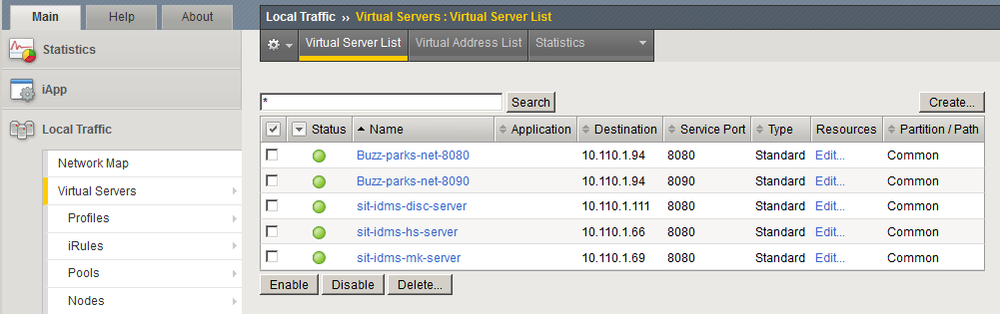 Main Help About
Local Traffic ›› Virtual Servers : Virtual Server List
Virtual Server List Virtual Address List Statistics
Statistics
iApp
Local Traffic
Network Map
Virtual Servers
Profiles
iRules
Pools
Nodes
* Search Create...
Status Name Application Destination Service Port Type Resources Partition / Path
Buzz-parks-net-8080 10.110.1.94 8080 Standard Edit... Common
Buzz-parks-net-8090 10.110.1.94 8090 Standard Edit... Common
sit-idms-disc-server 10.110.1.111 8080 Standard Edit... Common
sit-idms-hs-server 10.110.1.66 8080 Standard Edit... Common
sit-idms-mk-server 10.110.1.69 8080 Standard Edit... Common
Enable Disable Delete...